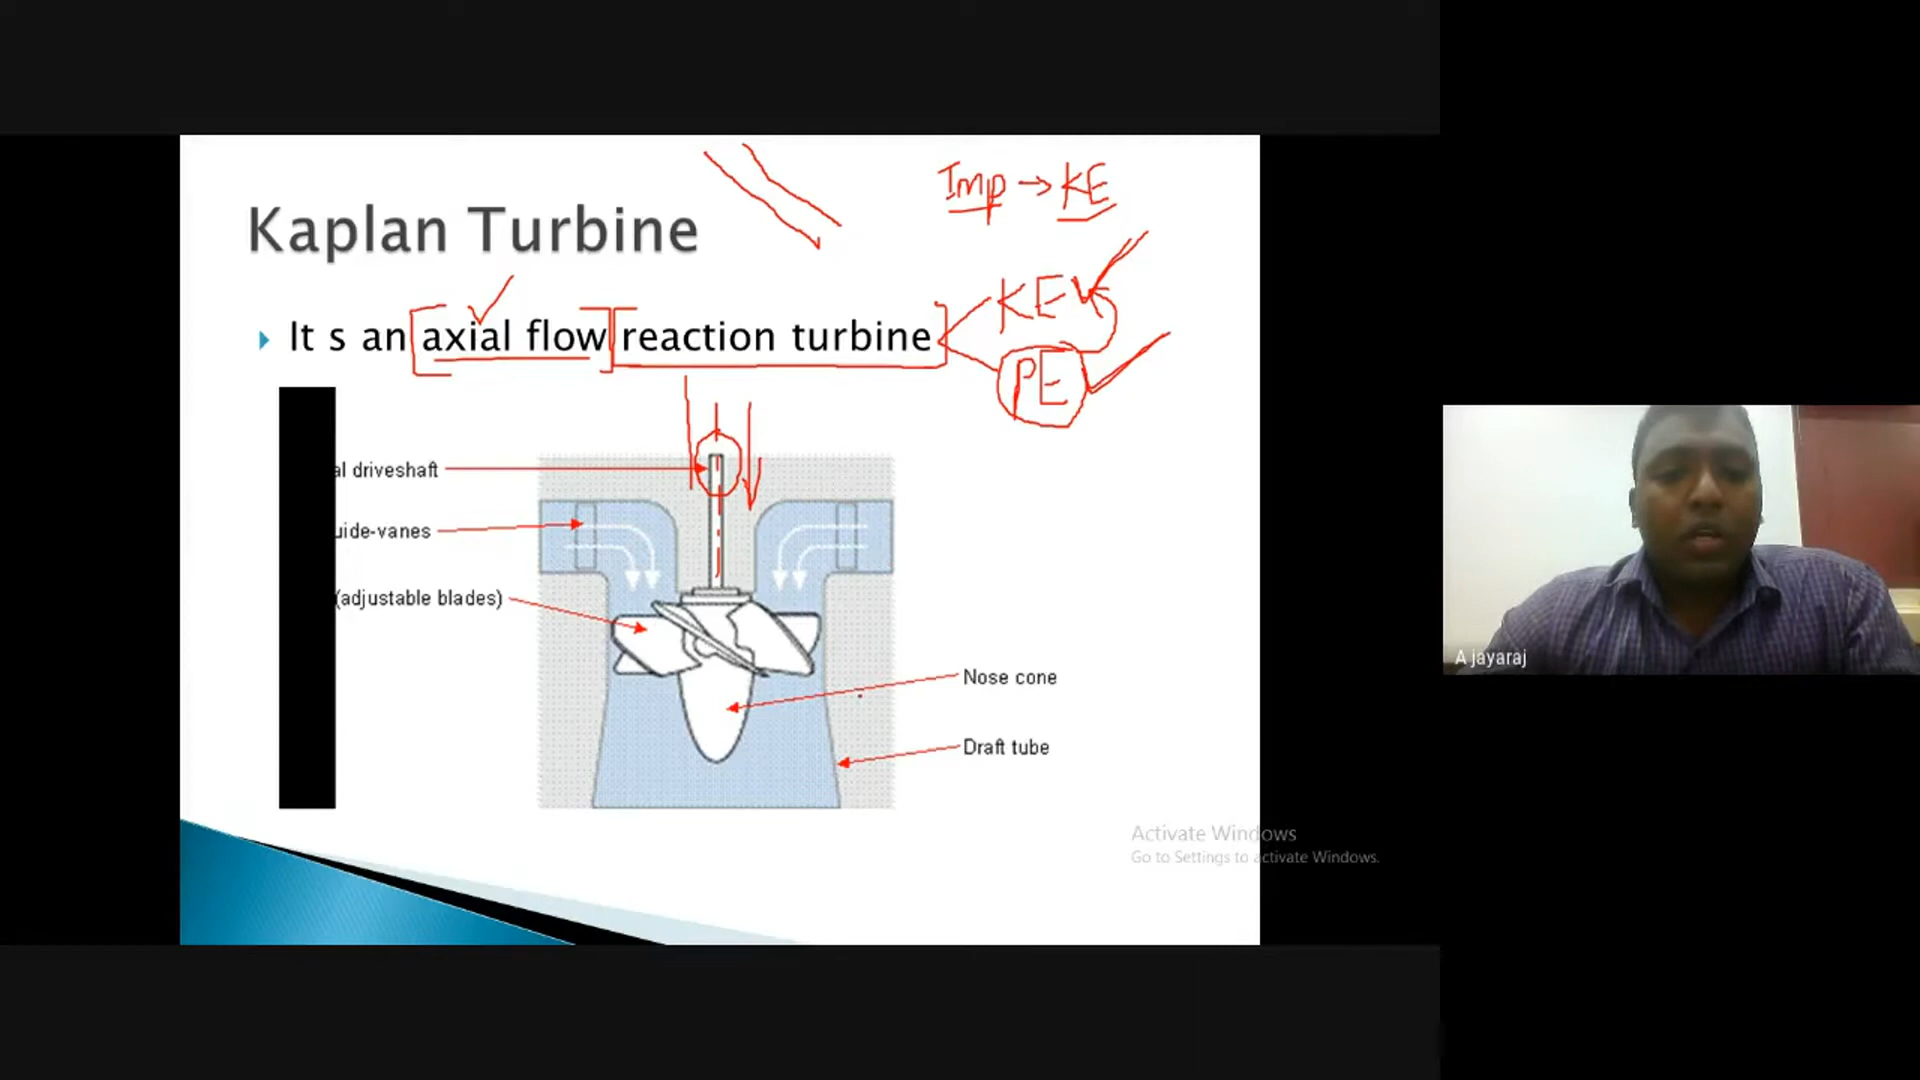 Imp → KE
Kaplan Turbine
It s an axial flow reaction turbine
KE
PE
al driveshaft
uide-vanes
(adjustable blades)
Nose cone
Draft tube
A jayaraj
Activate Windows
Go to Settings to activate Windows.